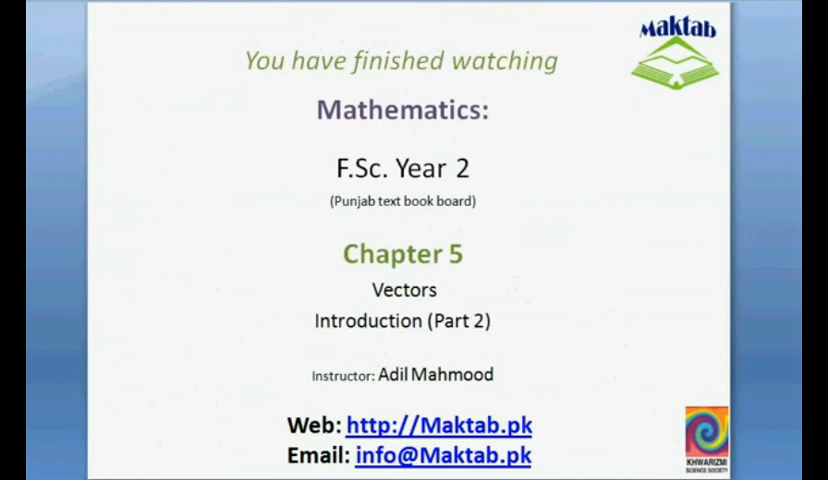 Maktab
You have finished watching
Mathematics:
F.Sc. Year 2
(Punjab text book board)
Chapter 5
Vectors
Introduction (Part 2)
Instructor: Adil Mahmood
Web: http://Maktab.pk
Email: info@Maktab.pk
KHWARIZMI
SCIENCE SOCIETY